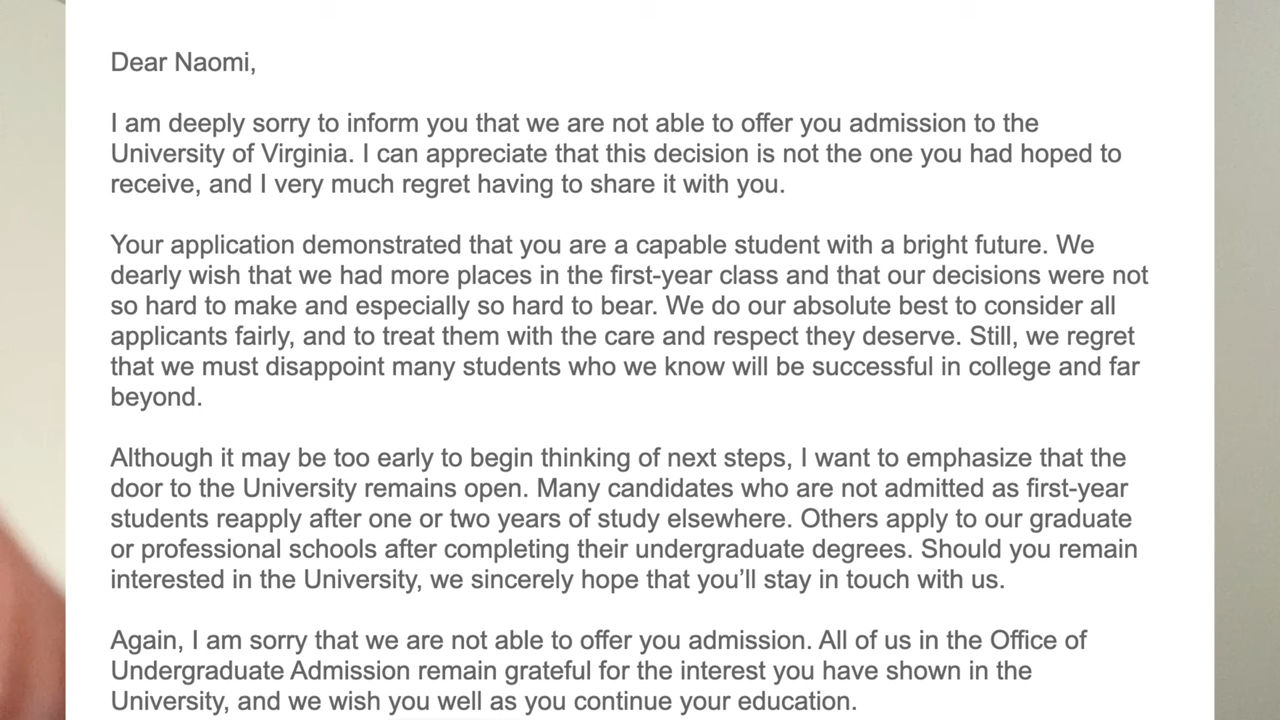 Dear Naomi,
I am deeply sorry to inform you that we are not able to offer you admission to the
University of Virginia. I can appreciate that this decision is not the one you had hoped to
receive, and I very much regret having to share it with you.
Your application demonstrated that you are a capable student with a bright future. We
dearly wish that we had more places in the first-year class and that our decisions were not
so hard to make and especially so hard to bear. We do our absolute best to consider all
applicants fairly, and to treat them with the care and respect they deserve. Still, we regret
that we must disappoint many students who we know will be successful in college and far
beyond.
Although it may be too early to begin thinking of next steps, I want to emphasize that the
door to the University remains open. Many candidates who are not admitted as first-year
students reapply after one or two years of study elsewhere. Others apply to our graduate
or professional schools after completing their undergraduate degrees. Should you remain
interested in the University, we sincerely hope that you’ll stay in touch with us.
Again, I am sorry that we are not able to offer you admission. All of us in the Office of
Undergraduate Admission remain grateful for the interest you have shown in the
University, and we wish you well as you continue your education.